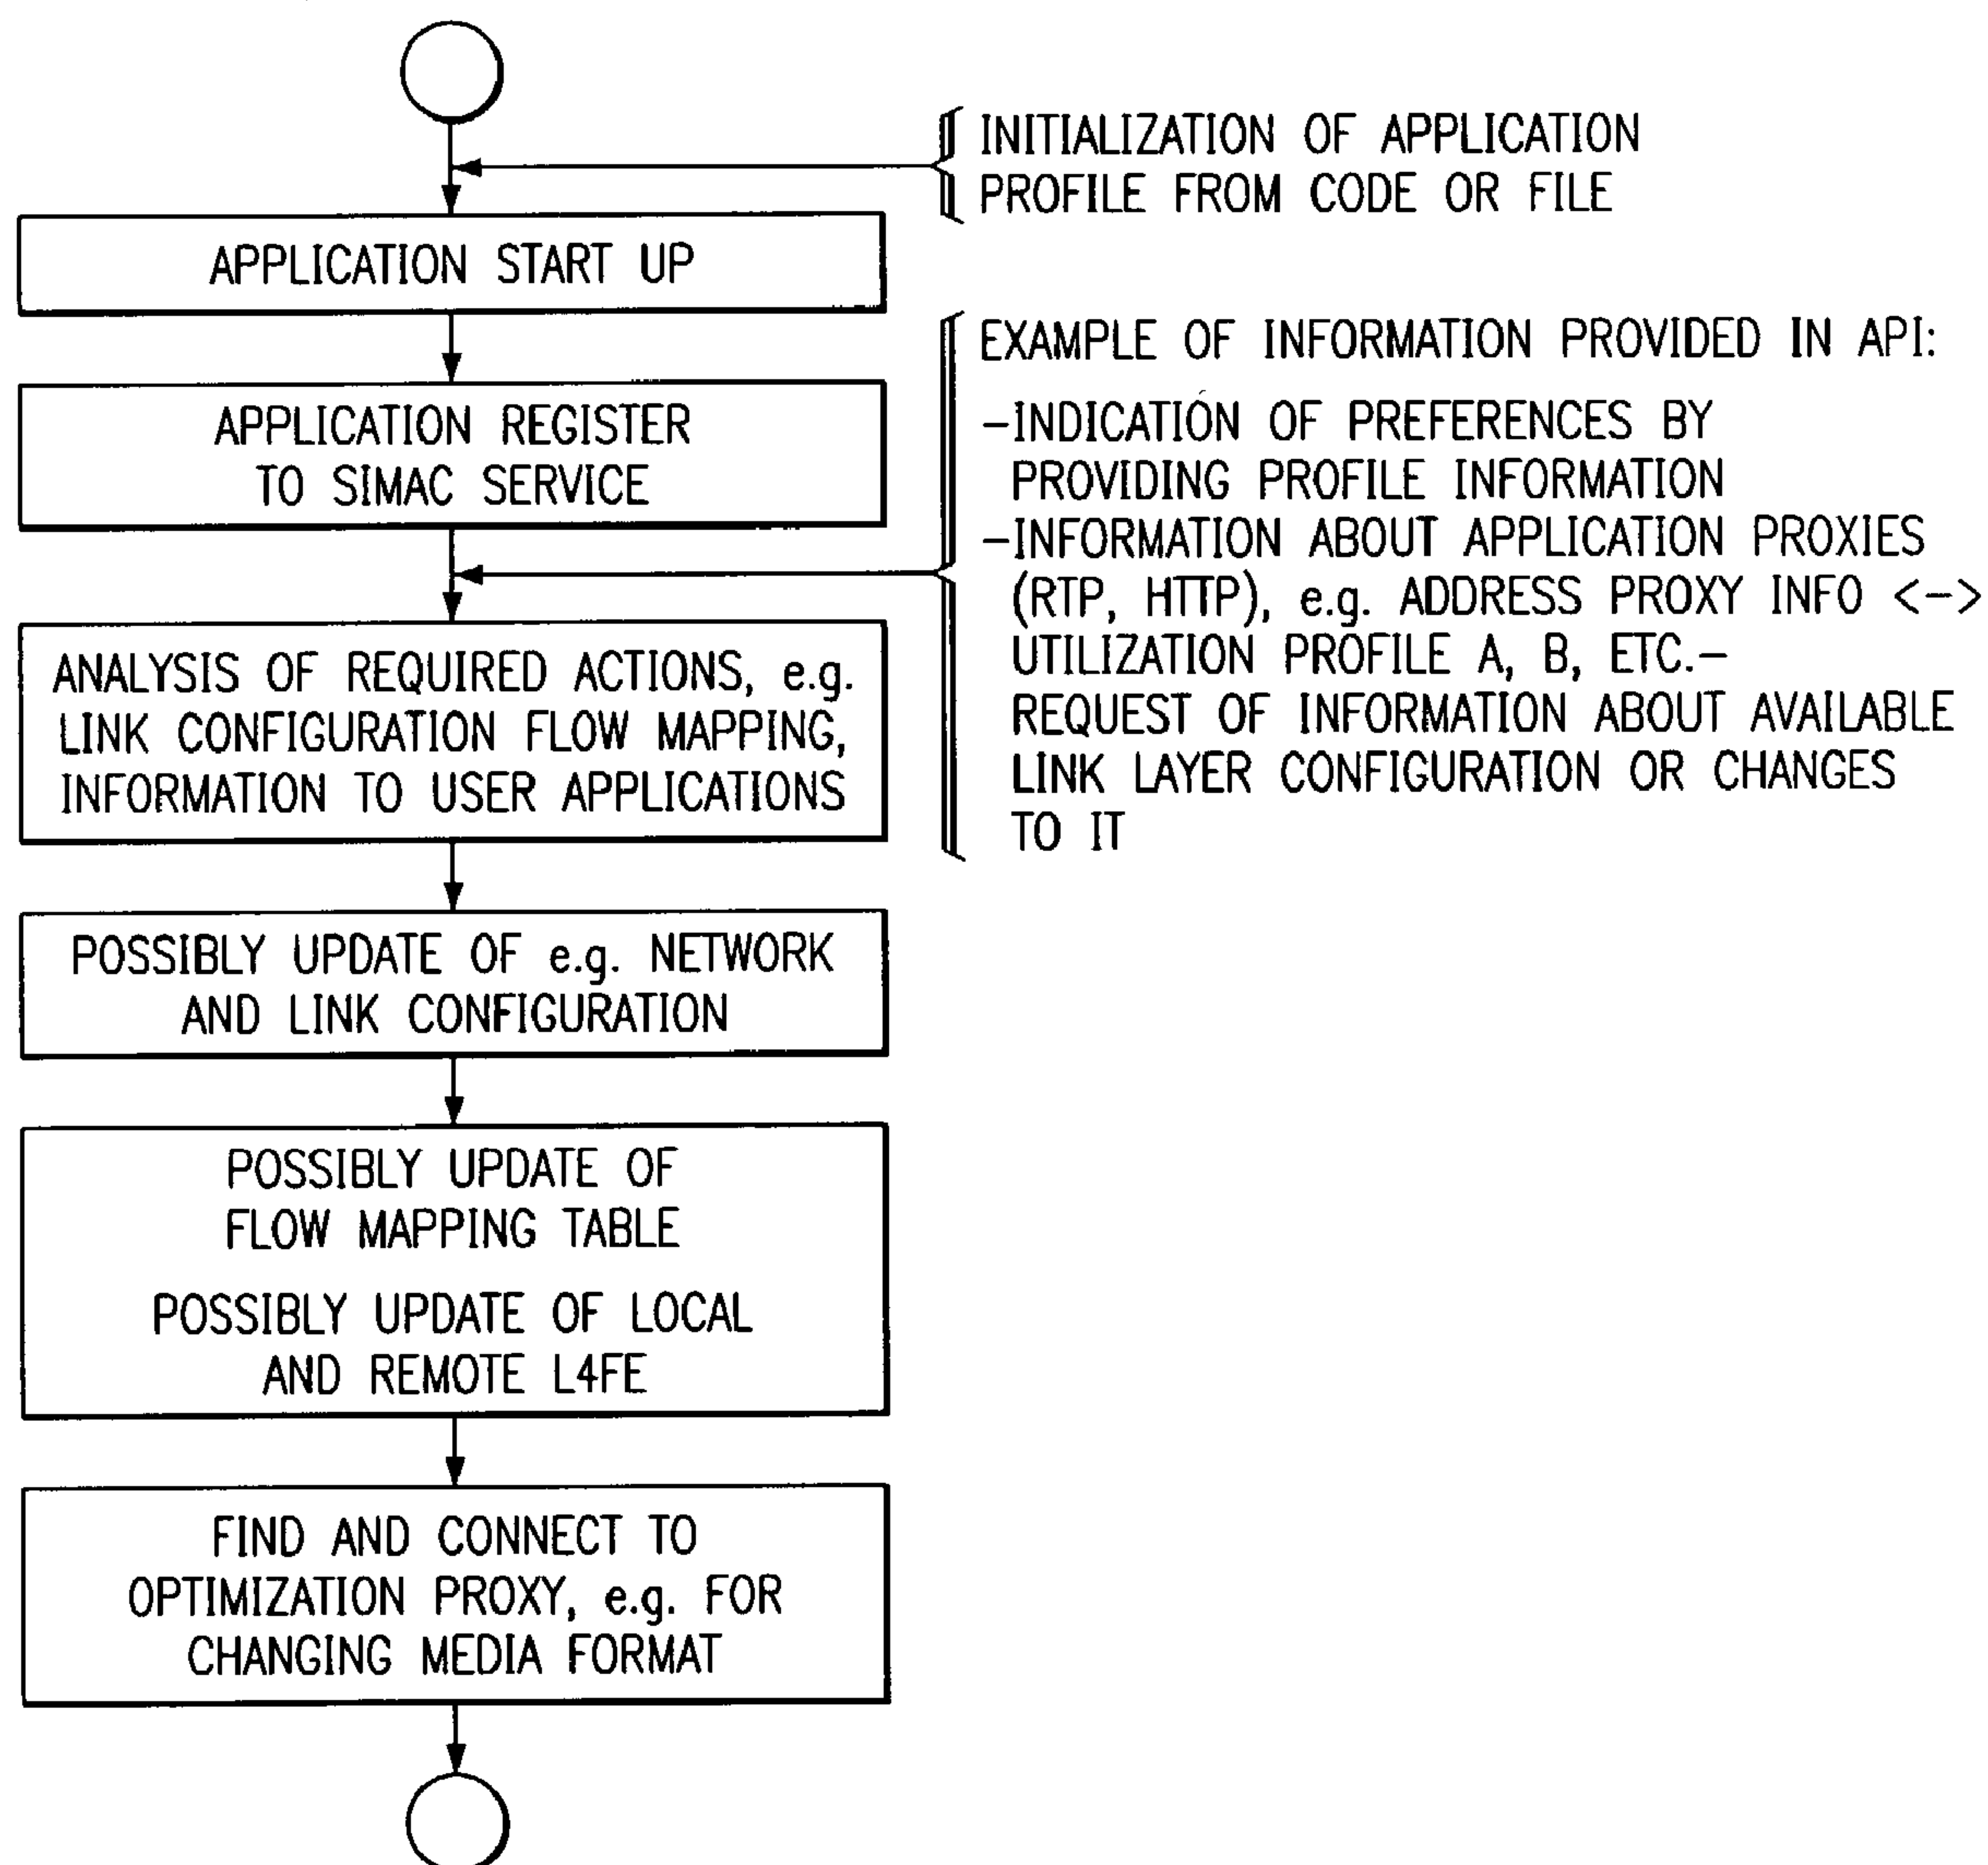 INITIALIZATION OF APPLICATION
PROFILE FROM CODE OR FILE
APPLICATION START UP
APPLICATION REGISTER
TO SIMAC SERVICE
EXAMPLE OF INFORMATION PROVIDED IN API:
-INDICATION OF PREFERENCES BY
PROVIDING PROFILE INFORMATION
-INFORMATION ABOUT APPLICATION PROXIES
(RTP, HTTP), e.g. ADDRESS PROXY INFO <->
UTILIZATION PROFILE A, B, ETC.-
REQUEST OF INFORMATION ABOUT AVAILABLE
LINK LAYER CONFIGURATION OR CHANGES
TO IT
ANALYSIS OF REQUIRED ACTIONS, e.g.
LINK CONFIGURATION FLOW MAPPING,
INFORMATION TO USER APPLICATIONS
POSSIBLY UPDATE OF e.g. NETWORK
AND LINK CONFIGURATION
POSSIBLY UPDATE OF
FLOW MAPPING TABLE
POSSIBLY UPDATE OF LOCAL
AND REMOTE L4FE
FIND AND CONNECT TO
OPTIMIZATION PROXY, e.g. FOR
CHANGING MEDIA FORMAT